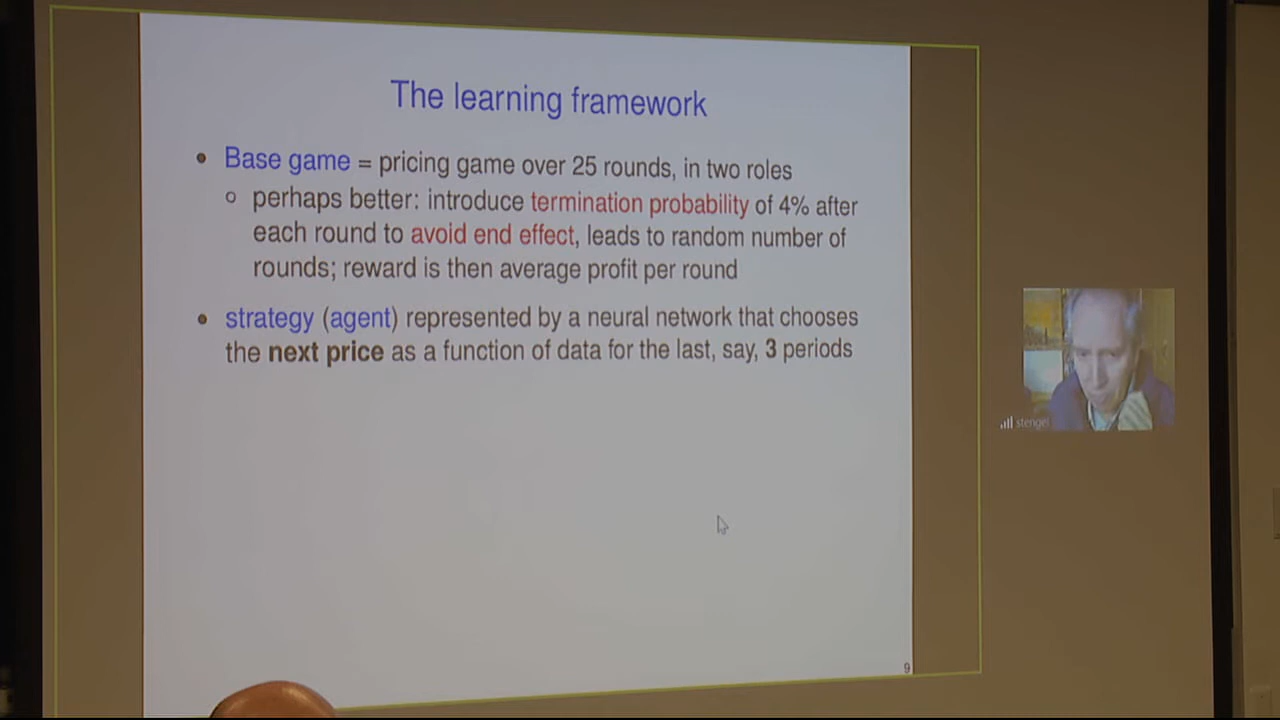 The learning framework
• Base game = pricing game over 25 rounds, in two roles
○ perhaps better: introduce termination probability of 4% after
each round to avoid end effect, leads to random number of
rounds; reward is then average profit per round
• strategy (agent) represented by a neural network that chooses
the next price as a function of data for the last, say, 3 periods
stengel
9